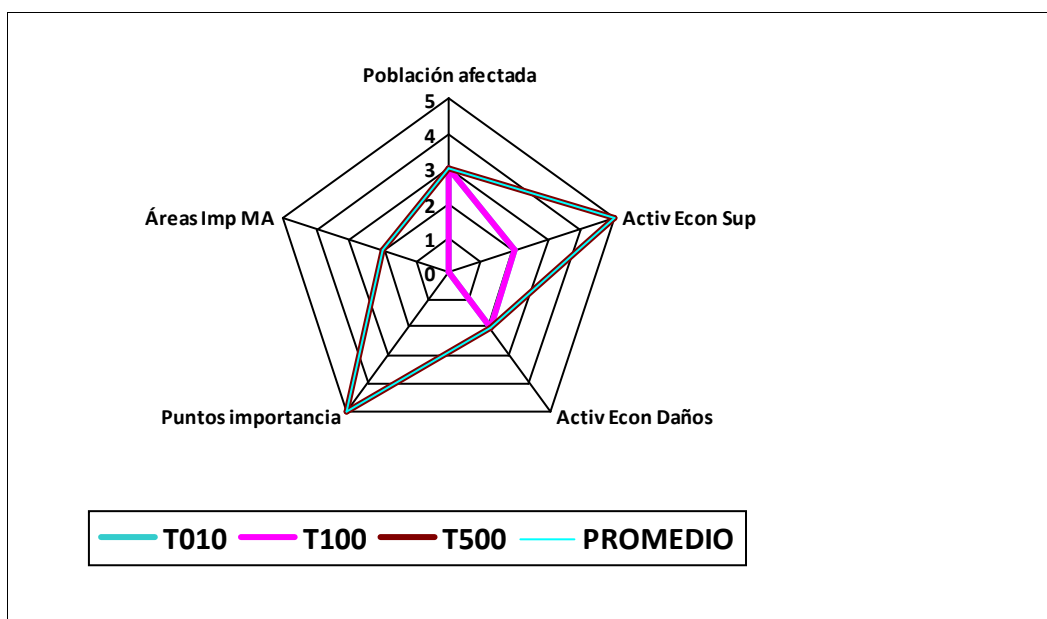 Población afectada
5
4
3
2
1
0
Áreas Imp MA
Activ Econ Sup
Puntos importancia
Activ Econ Daños
T010 T100 T500 PROMEDIO